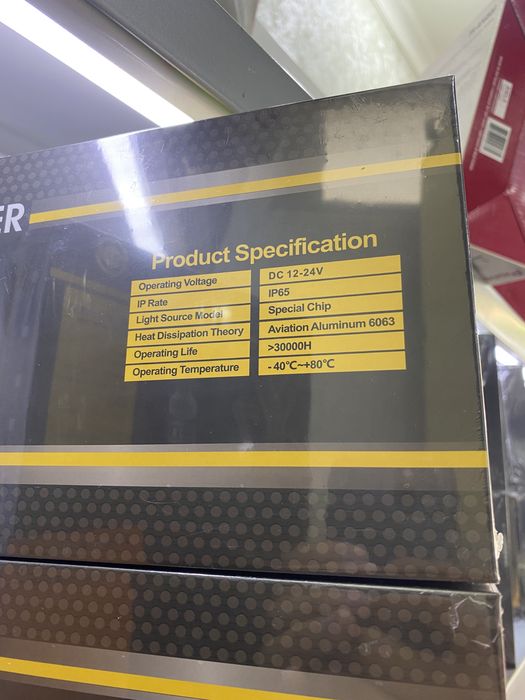 ER
Product Specification
Operating Voltage DC 12-24V
IP Rate IP65
Light Source Model Special Chip
Heat Dissipation Theory Aviation Aluminum 6063
Operating Life >30000H
Operating Temperature -40℃~+80℃